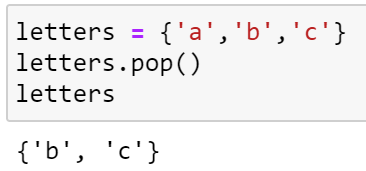 letters = {'a','b','c'}
letters.pop()
letters
{'b', 'c'}